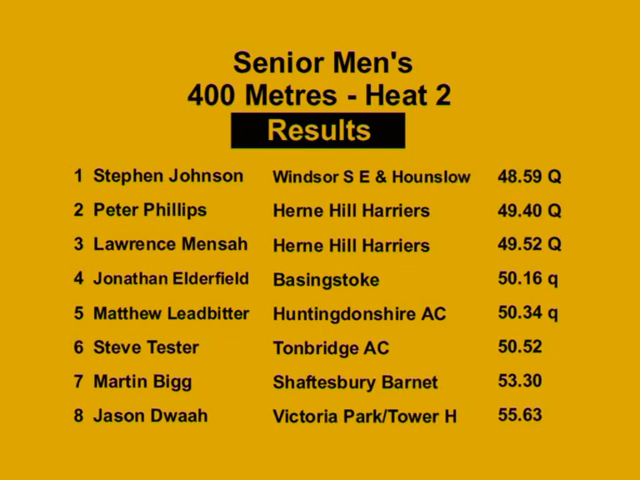 Senior Men's
400 Metres - Heat 2
Results
1 Stephen Johnson Windsor S E & Hounslow 48.59 Q
2 Peter Phillips Herne Hill Harriers 49.40 Q
3 Lawrence Mensah Herne Hill Harriers 49.52 Q
4 Jonathan Elderfield Basingstoke 50.16 q
5 Matthew Leadbitter Huntingdonshire AC 50.34 q
6 Steve Tester Tonbridge AC 50.52
7 Martin Bigg Shaftesbury Barnet 53.30
8 Jason Dwaah Victoria Park/Tower H 55.63